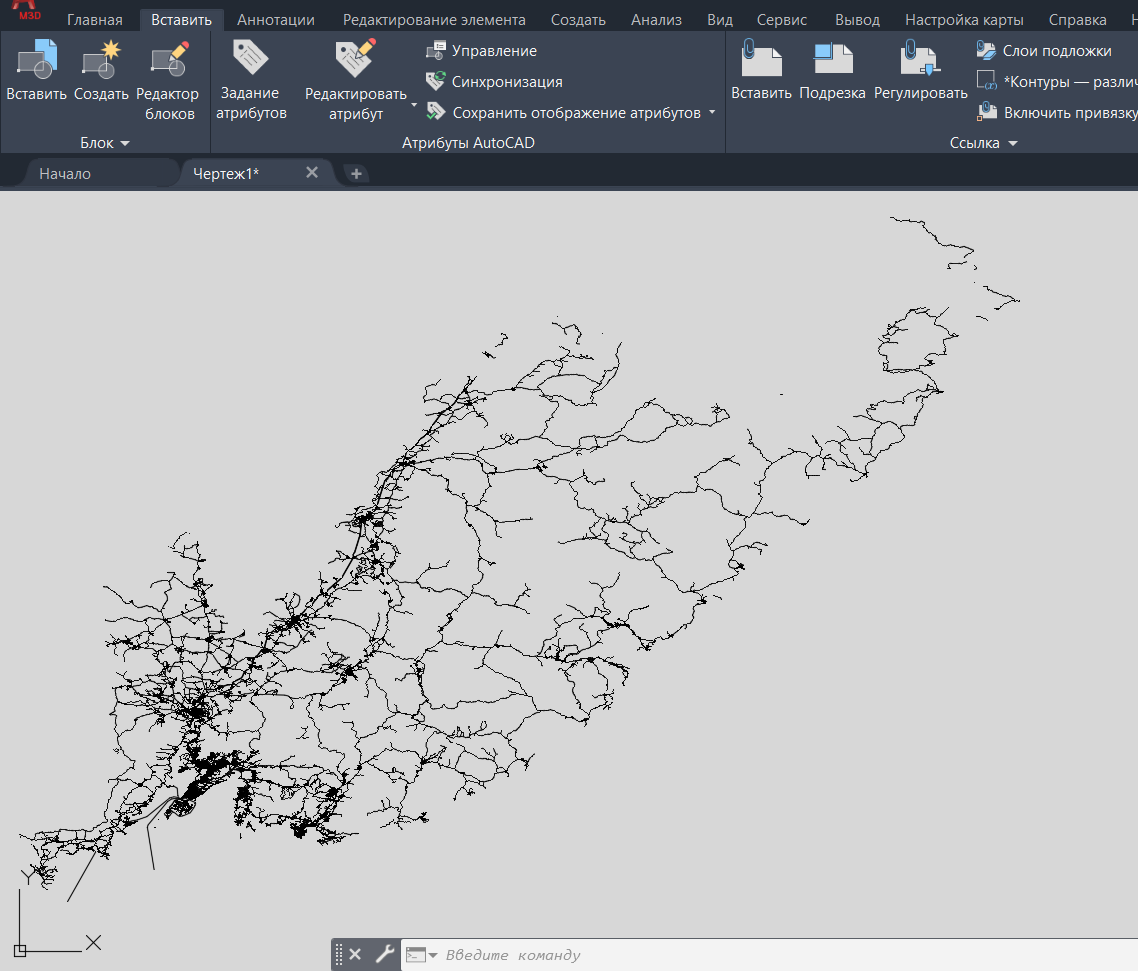 M3D
Главная Вставить Аннотации Редактирование элемента Создать Анализ Вид Сервис Вывод Настройка карты Справка
Вставить Создать Редактор блоков
Задание атрибутов
Редактировать атрибут
Управление
Синхронизация
Сохранить отображение атрибутов
Вставить Подрезка Регулировать
Слои подложки
*Контуры — разли
Включить привязку
Блок Атрибуты AutoCAD Ссылка
Начало Чертеж1*
Y
X
Введите команду